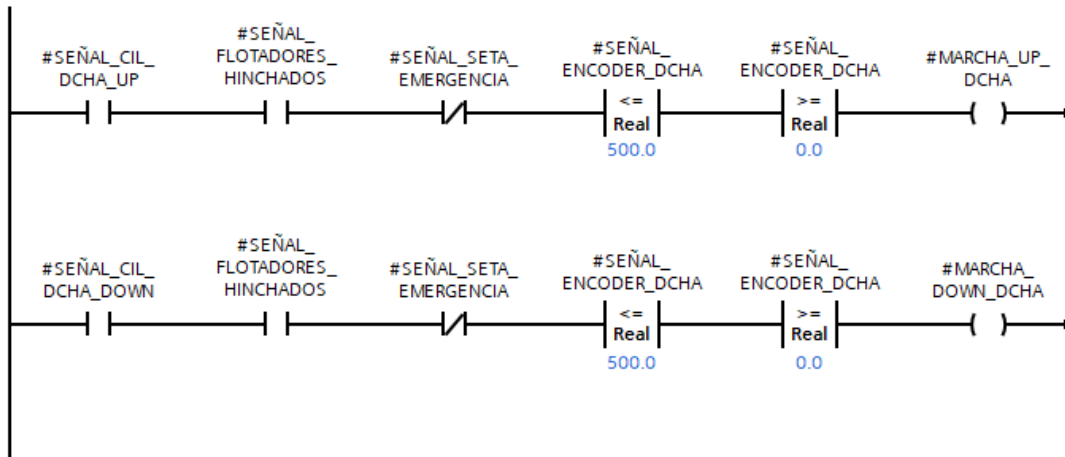 #SEÑAL_CIL_
DCHA_UP
#SEÑAL_
FLOTADORES_
HINCHADOS
#SEÑAL_SETA_
EMERGENCIA
#SEÑAL_
ENCODER_DCHA
<=
Real
500.0
#SEÑAL_
ENCODER_DCHA
>=
Real
0.0
#MARCHA_UP_
DCHA
#SEÑAL_CIL_
DCHA_DOWN
#SEÑAL_
FLOTADORES_
HINCHADOS
#SEÑAL_SETA_
EMERGENCIA
#SEÑAL_
ENCODER_DCHA
<=
Real
500.0
#SEÑAL_
ENCODER_DCHA
>=
Real
0.0
#MARCHA_
DOWN_DCHA